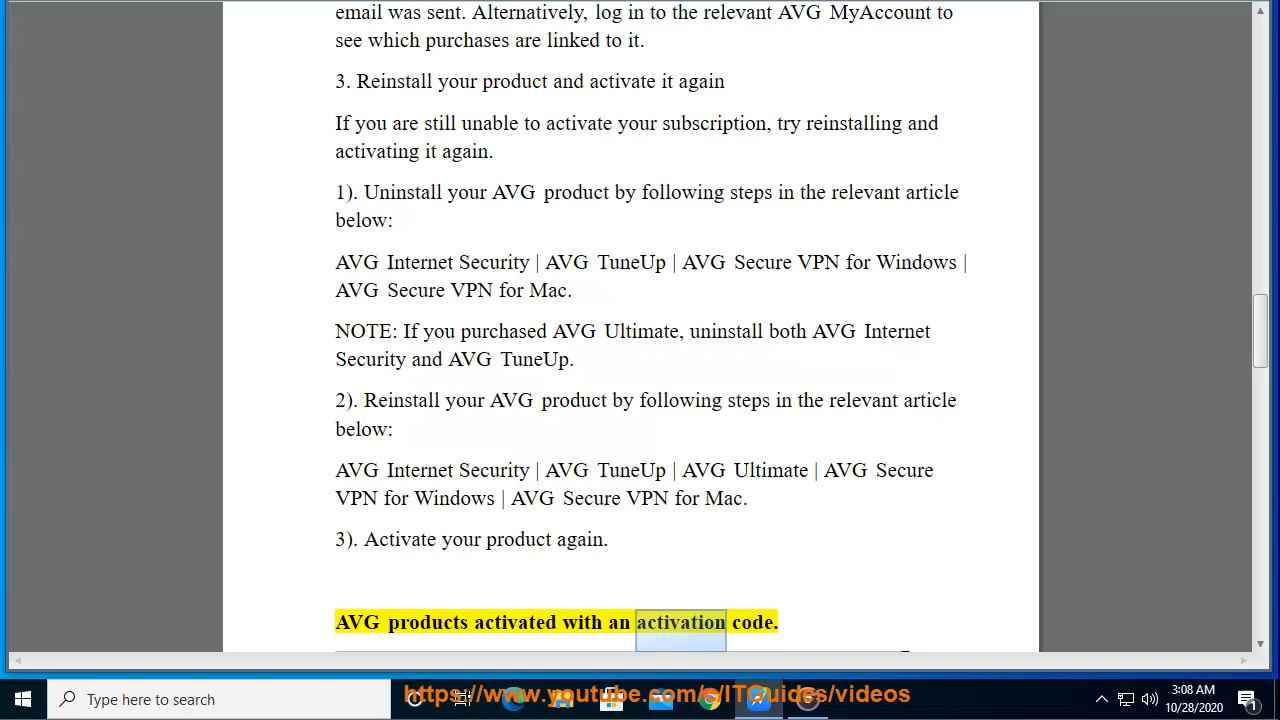 email was sent. Alternatively, log in to the relevant AVG MyAccount to
see which purchases are linked to it.
3. Reinstall your product and activate it again
If you are still unable to activate your subscription, try reinstalling and
activating it again.
1). Uninstall your AVG product by following steps in the relevant article
below:
AVG Internet Security | AVG TuneUp | AVG Secure VPN for Windows |
AVG Secure VPN for Mac.
NOTE: If you purchased AVG Ultimate, uninstall both AVG Internet
Security and AVG TuneUp.
2). Reinstall your AVG product by following steps in the relevant article
below:
AVG Internet Security | AVG TuneUp | AVG Ultimate | AVG Secure
VPN for Windows | AVG Secure VPN for Mac.
3). Activate your product again.
AVG products activated with an activation code.
Type here to search
https://www.youtube.com/c/ITGuides/videos
3:08 AM
10/28/2020
1